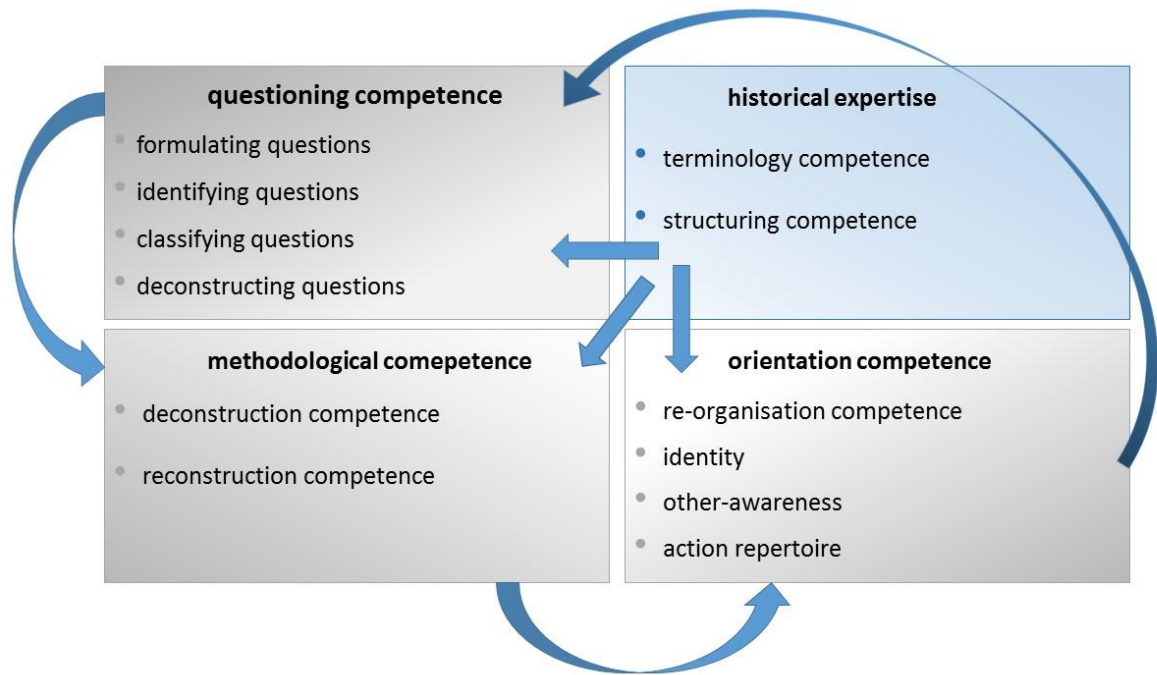 questioning competence
formulating questions
identifying questions
classifying questions
deconstructing questions
historical expertise
terminology competence
structuring competence
methodological comepetence
deconstruction competence
reconstruction competence
orientation competence
re-organisation competence
identity
other-awareness
action repertoire